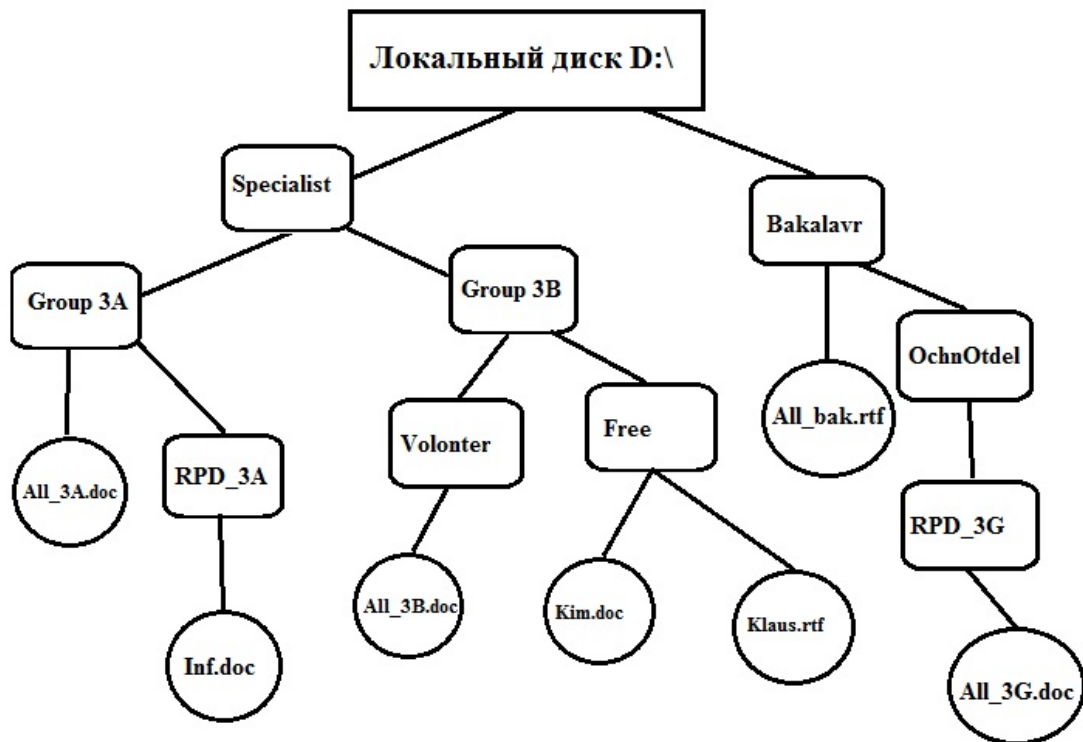 Локальный диск D:\
Specialist
Bakalavr
Group 3A
Group 3B
OchnOtdel
Volonter
Free
All_bak.rtf
All_3A.doc
RPD_3A
RPD_3G
All_3B.doc
Kim.doc
Klaus.rtf
Inf.doc
All_3G.doc